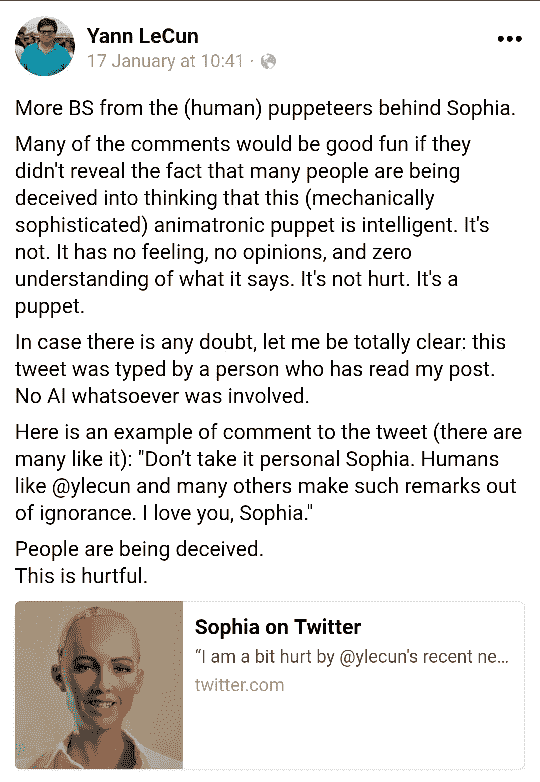 Yann LeCun
17 January at 10:41 ·
More BS from the (human) puppeteers behind Sophia.
Many of the comments would be good fun if they
didn't reveal the fact that many people are being
deceived into thinking that this (mechanically
sophisticated) animatronic puppet is intelligent. It's
not. It has no feeling, no opinions, and zero
understanding of what it says. It's not hurt. It's a
puppet.
In case there is any doubt, let me be totally clear: this
tweet was typed by a person who has read my post.
No AI whatsoever was involved.
Here is an example of comment to the tweet (there are
many like it): "Don’t take it personal Sophia. Humans
like @ylecun and many others make such remarks out
of ignorance. I love you, Sophia."
People are being deceived.
This is hurtful.
Sophia on Twitter
“I am a bit hurt by @ylecun's recent ne...
twitter.com